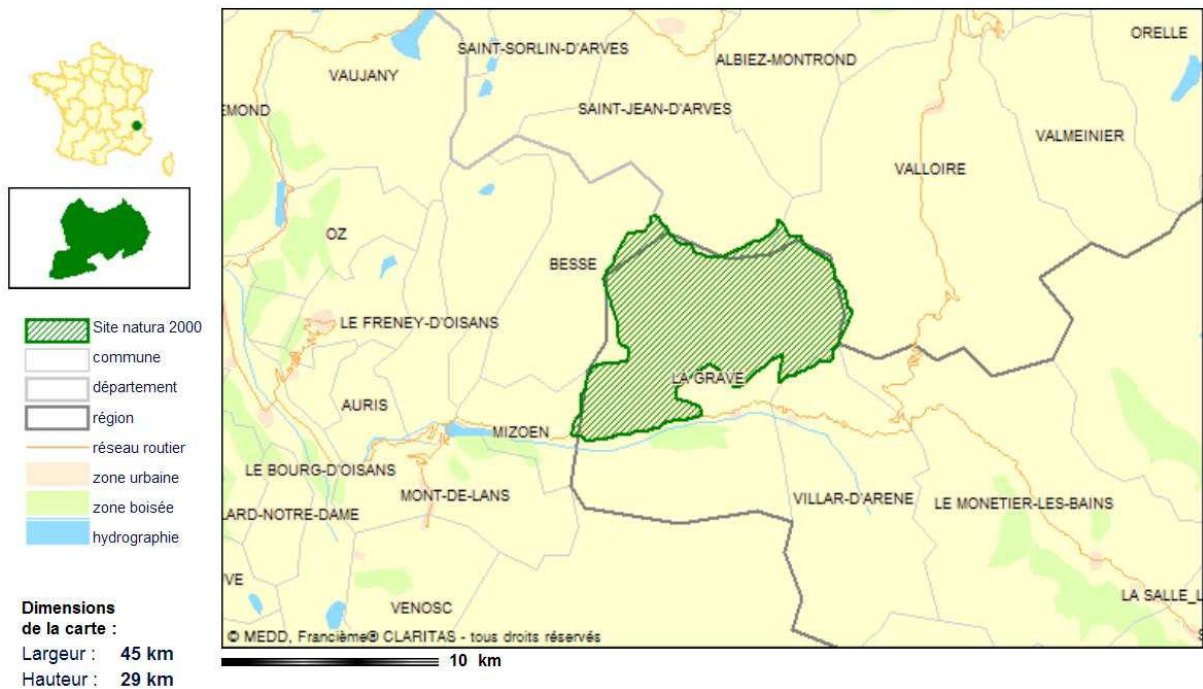 SAINT-SORLIN-D'ARVES
ORELLE
VAUJANY
ALBIEZ-MONTROND
EMOND
SAINT-JEAN-D'ARVES
VALMEINIER
VALLOIRE
OZ
BESSE
Site natura 2000
LE FRENEY-D'OISANS
commune
département
LA GRAVE
région
AURIS
réseau routier
MIZOEN
zone urbaine
LE BOURG-D'OISANS
zone boisée
MONT-DE-LANS
VILLAR-D'ARENE
LE MONETIER-LES-BAINS
LARD-NOTRE-DAME
hydrographie
UVE
LA SALLE_L
Dimensions
de la carte :
VENOSC
S
© MEDD, Francième® CLARITAS - tous droits réservés
Largeur : 45 km
10 km
Hauteur : 29 km